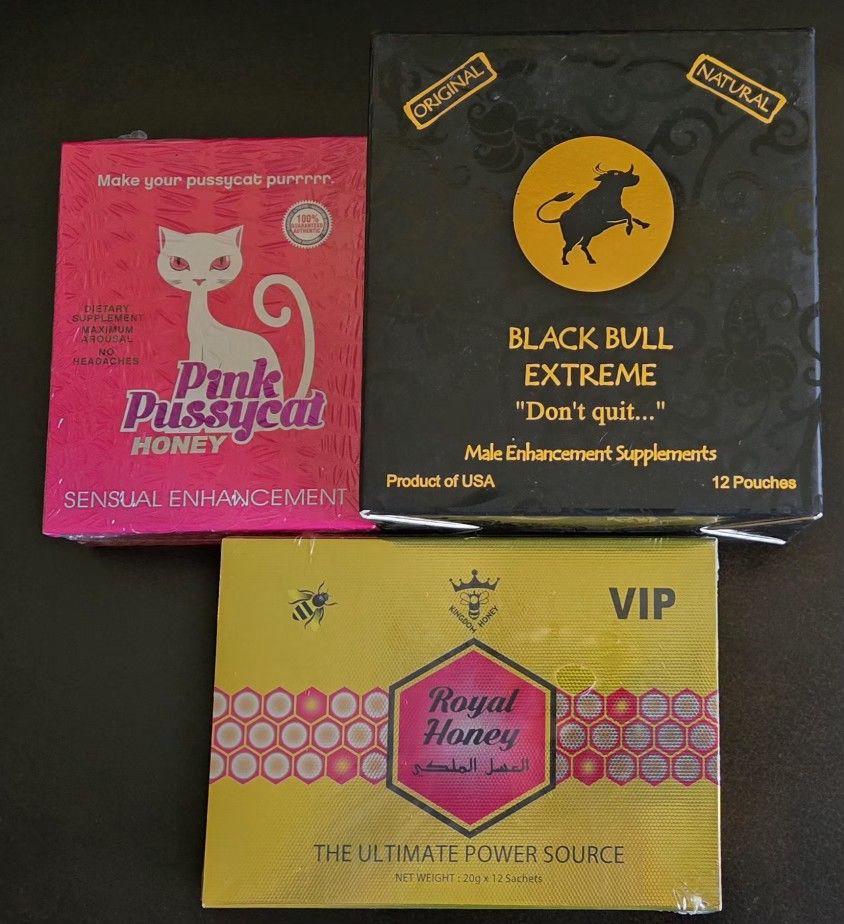 Make your pussycat purrrrr.
100%
GUARANTEED
AUTHENTIC
DIETARY
SUPPLEMENT
MAXIMUM
AROUSAL
NO
HEADACHES
Pink
Pussycat
HONEY
SENSUAL ENHANCEMENT
ORIGINAL
NATURAL
BLACK BULL
EXTREME
"Don't quit..."
Male Enhancement Supplements
Product of USA
12 Pouches
KINGDOM HONEY
VIP
Royal
Honey
العسل الملكي
THE ULTIMATE POWER SOURCE
NET WEIGHT : 20g x 12 Sachets